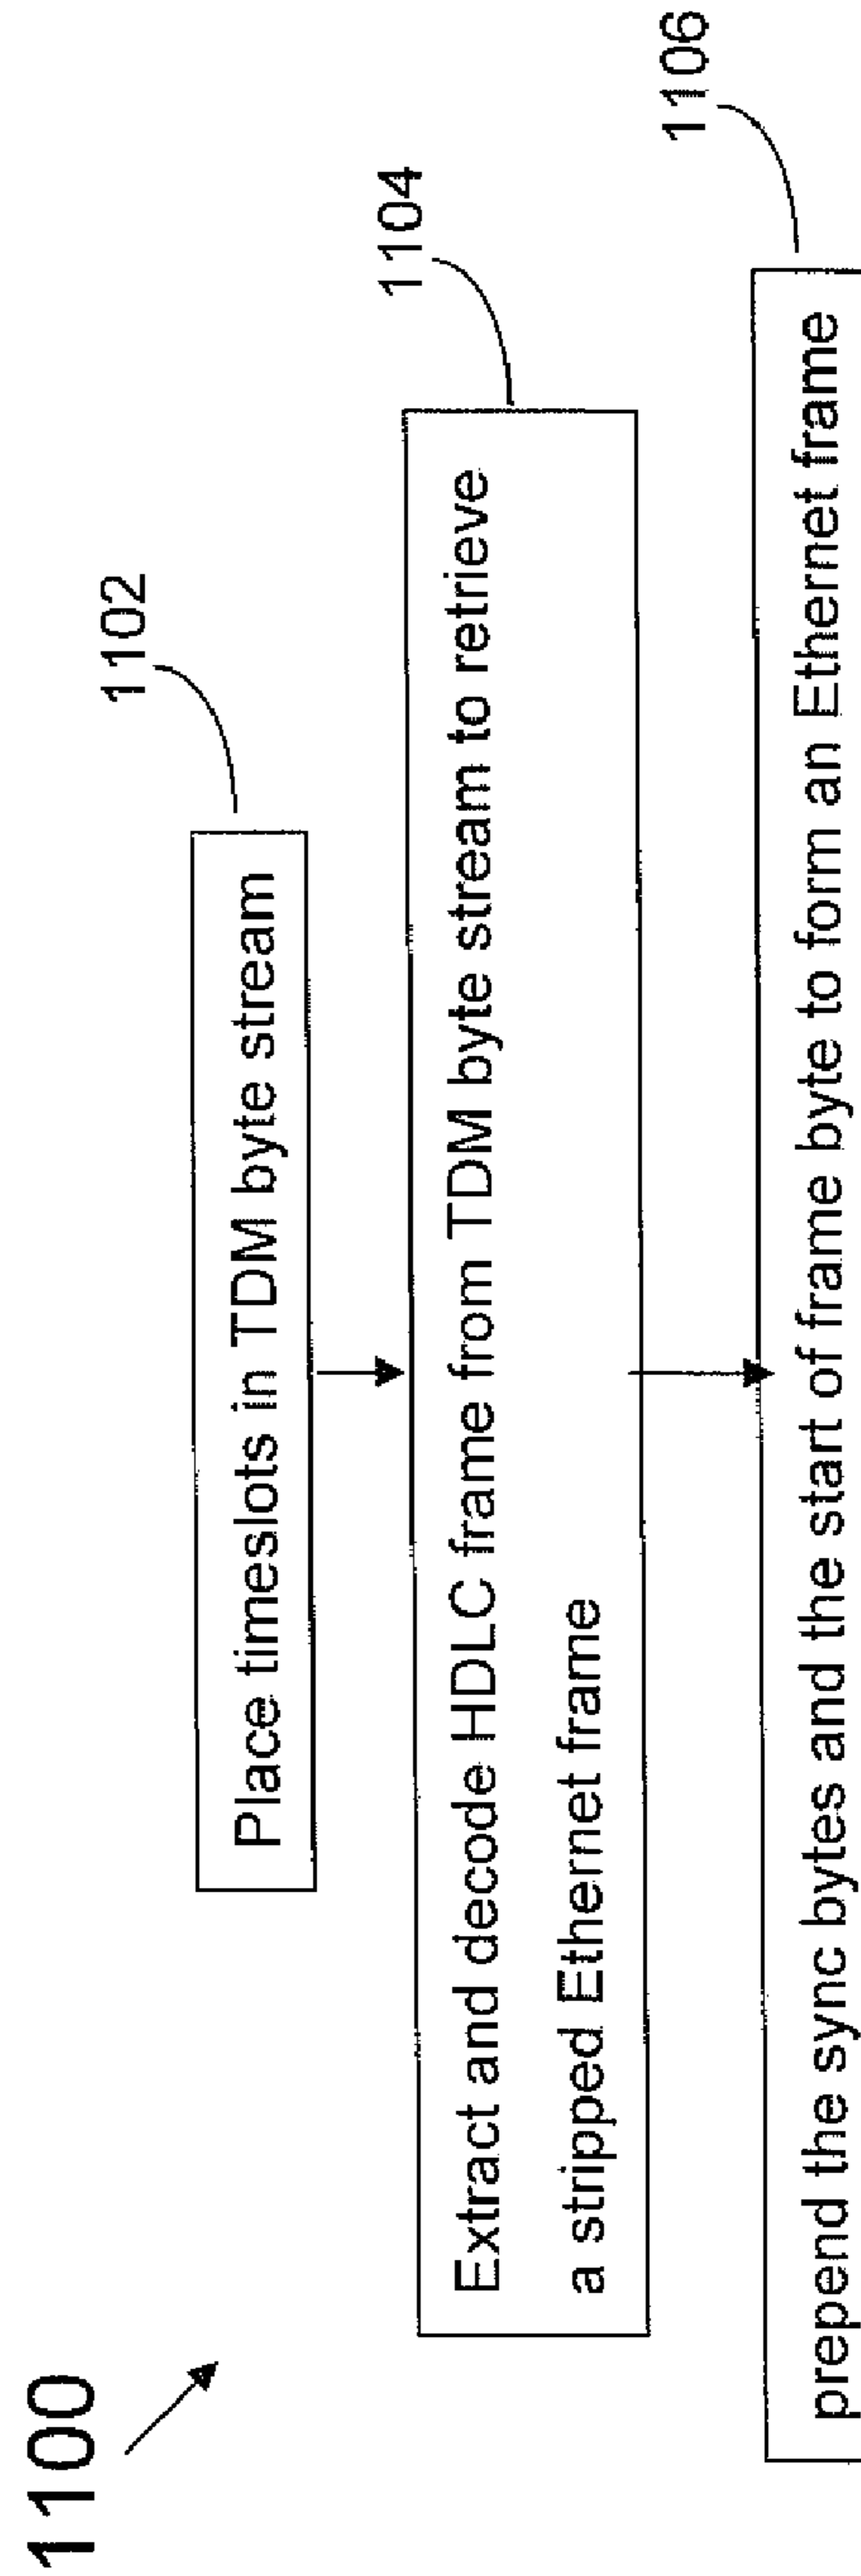 1100
1102
Place timeslots in TDM byte stream
1104
Extract and decode HDLC frame from TDM byte stream to retrieve
a stripped Ethernet frame
1106
prepend the sync bytes and the start of frame byte to form an Ethernet frame